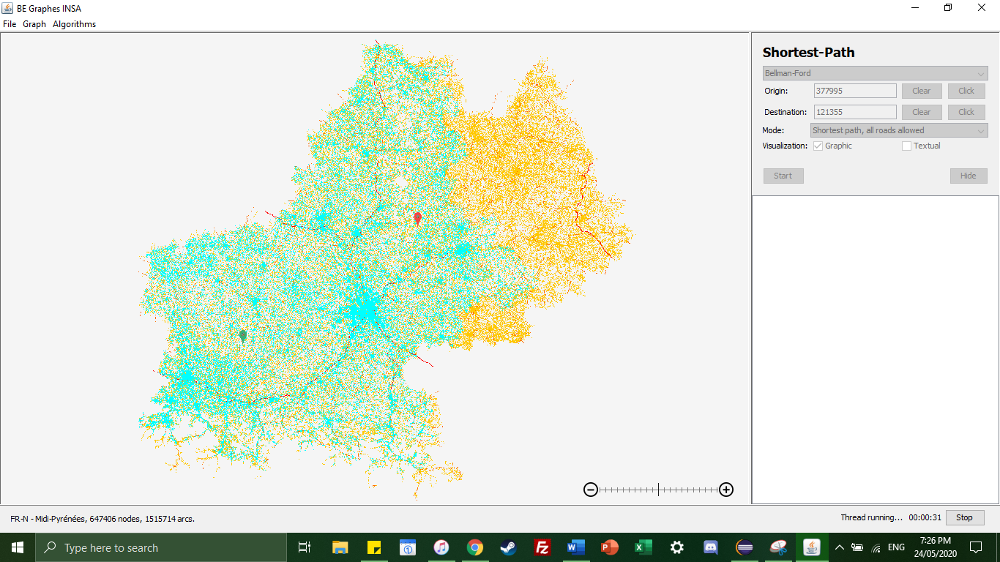 BE Graphes INSA
File Graph Algorithms
Shortest-Path
Bellman-Ford
Origin: 377995 Clear Click
Destination: 121355 Clear Click
Mode: Shortest path, all roads allowed
Visualization: Graphic Textual
Start Hide
FR-N - Midi-Pyrénées, 647406 nodes, 1515714 arcs.
Thread running... 00:00:31 Stop
Type here to search
ENG
7:26 PM
24/05/2020